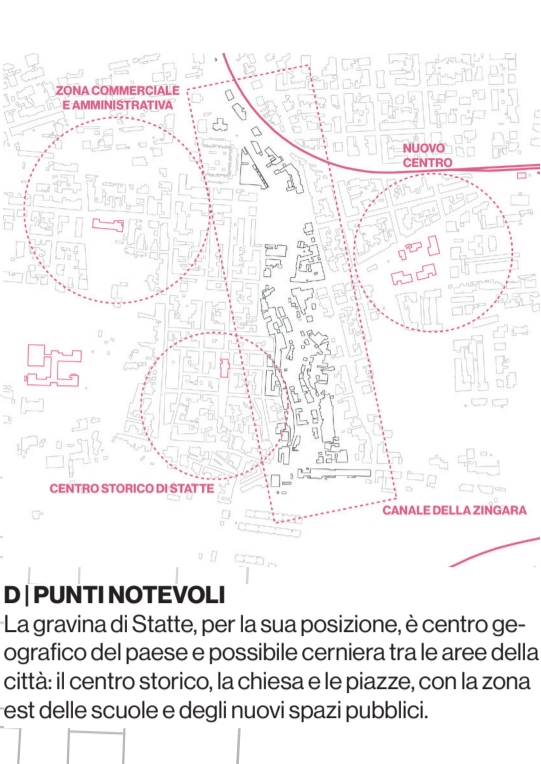 ZONA COMMERCIALE
E AMMINISTRATIVA
NUOVO
CENTRO
CENTRO STORICO DI STATTE
CANALE DELLA ZINGARA
D | PUNTI NOTEVOLI
La gravina di Statte, per la sua posizione, è centro ge-
ografico del paese e possibile cerniera tra le aree della
città: il centro storico, la chiesa e le piazze, con la zona
est delle scuole e degli nuovi spazi pubblici.